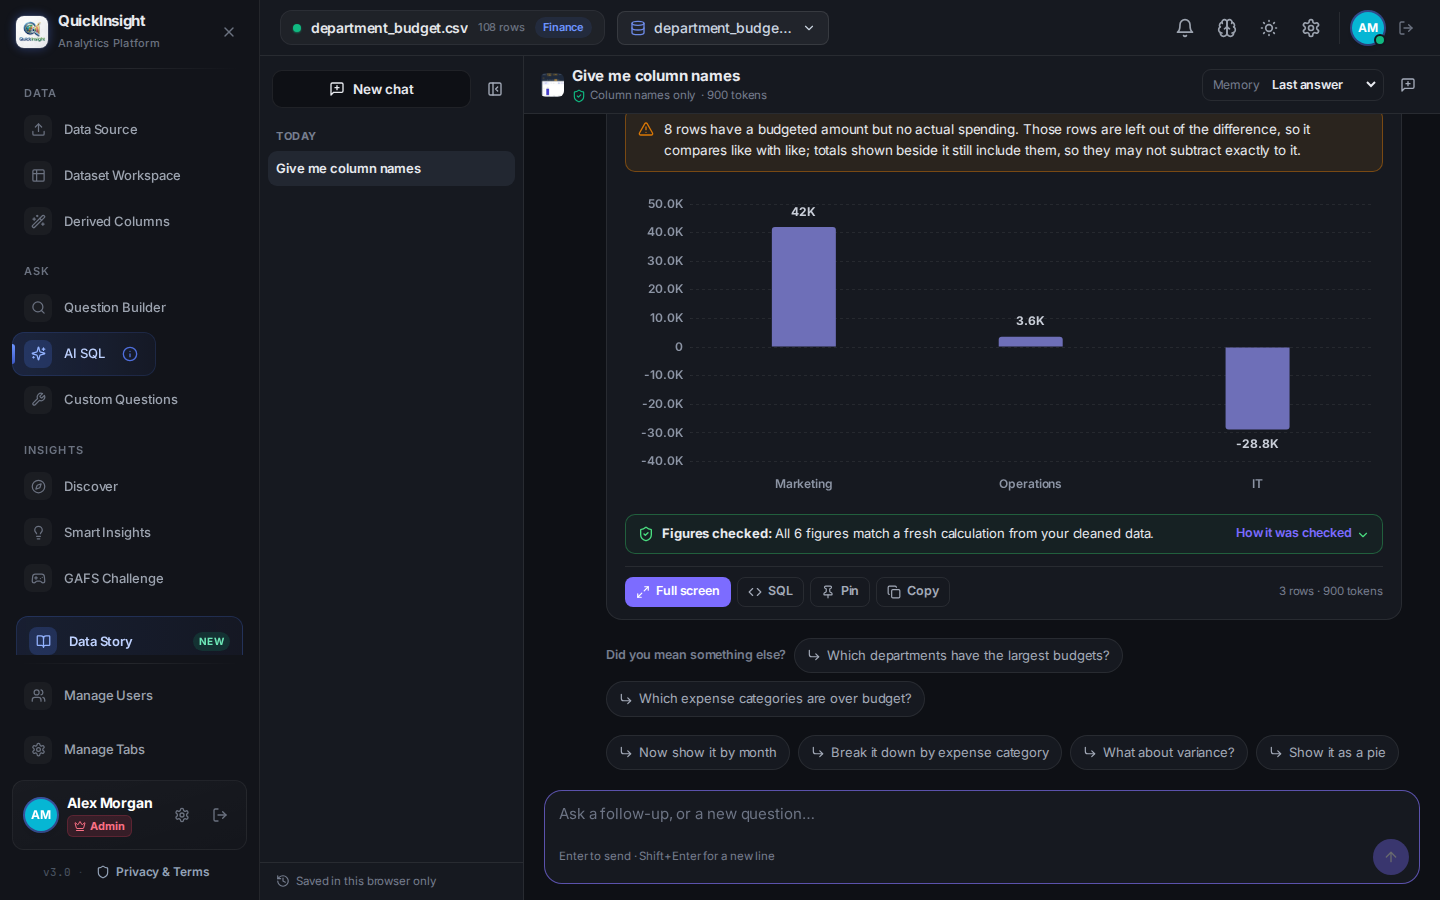 QuickInsight
Analytics Platform
DATA
Data Source
Dataset Workspace
Derived Columns
ASK
Question Builder
AI SQL
Custom Questions
INSIGHTS
Discover
Smart Insights
GAFS Challenge
Data Story NEW
Manage Users
Manage Tabs
AM Alex Morgan
Admin
v3.0 · Privacy & Terms
department_budget.csv 108 rows Finance
department_budge...
AM
New chat
TODAY
Give me column names
Saved in this browser only
Give me column names
Column names only · 900 tokens
Memory Last answer
8 rows have a budgeted amount but no actual spending. Those rows are left out of the difference, so it
compares like with like; totals shown beside it still include them, so they may not subtract exactly to it.
50.0K
40.0K
30.0K
20.0K
10.0K
0
-10.0K
-20.0K
-30.0K
-40.0K
42K
3.6K
-28.8K
Marketing Operations IT
Figures checked: All 6 figures match a fresh calculation from your cleaned data. How it was checked
Full screen SQL Pin Copy 3 rows · 900 tokens
Did you mean something else? Which departments have the largest budgets?
Which expense categories are over budget?
Now show it by month Break it down by expense category What about variance? Show it as a pie
Ask a follow-up, or a new question...
Enter to send · Shift+Enter for a new line